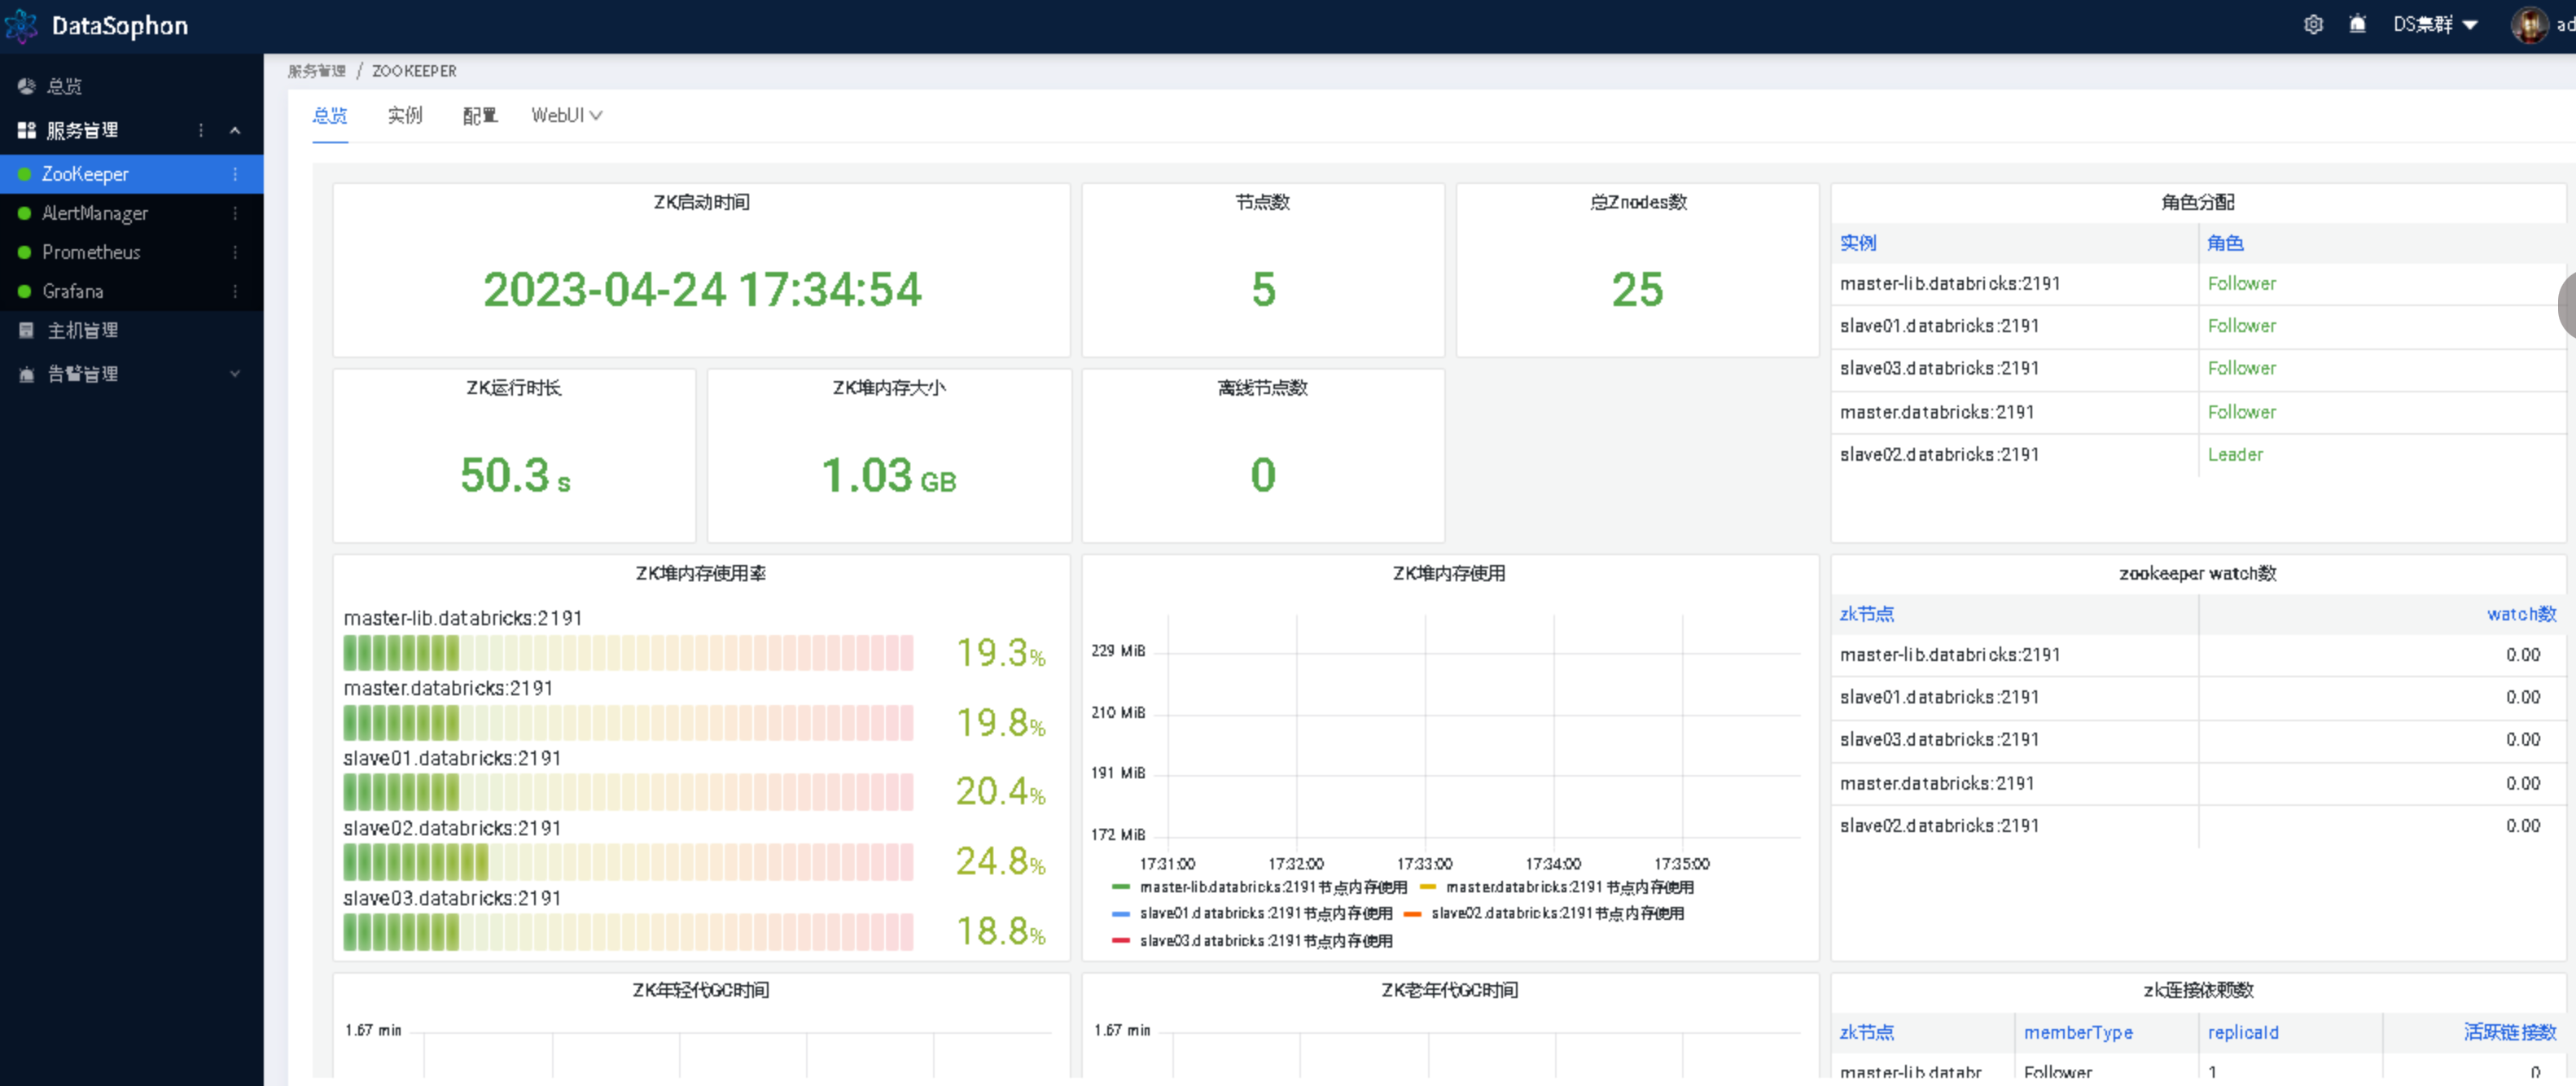 DataSophon
DS集群
ad
总览
服务管理
ZooKeeper
AlertManager
Prometheus
Grafana
主机管理
告警管理
服务管理 / ZOOKEEPER
总览 实例 配置 WebUI
ZK启动时间
2023-04-24 17:34:54
节点数
5
总Znodes数
25
角色分配
实例 角色
master-lib.databricks:2191 Follower
slave01.databricks:2191 Follower
slave03.databricks:2191 Follower
master.databricks:2191 Follower
slave02.databricks:2191 Leader
ZK运行时长
50.3 s
ZK堆内存大小
1.03 GB
离线节点数
0
ZK堆内存使用率
master-lib.databricks:2191
19.3%
master.databricks:2191
19.8%
slave01.databricks:2191
20.4%
slave02.databricks:2191
24.8%
slave03.databricks:2191
18.8%
ZK堆内存使用
229 MiB
210 MiB
191 MiB
172 MiB
17:31:00 17:32:00 17:33:00 17:34:00 17:35:00
master-lib.databricks:2191节点内存使用 master.databricks:2191节点内存使用
slave01.databricks:2191节点内存使用 slave02.databricks:2191节点内存使用
slave03.databricks:2191节点内存使用
zookeeper watch数
zk节点 watch数
master-lib.databricks:2191 0.00
slave01.databricks:2191 0.00
slave03.databricks:2191 0.00
master.databricks:2191 0.00
slave02.databricks:2191 0.00
ZK年轻代GC时间
1.67 min
ZK老年代GC时间
1.67 min
zk连接依赖数
zk节点 memberType replicaId 活跃链接数
master-lib.databr Follower 1 0